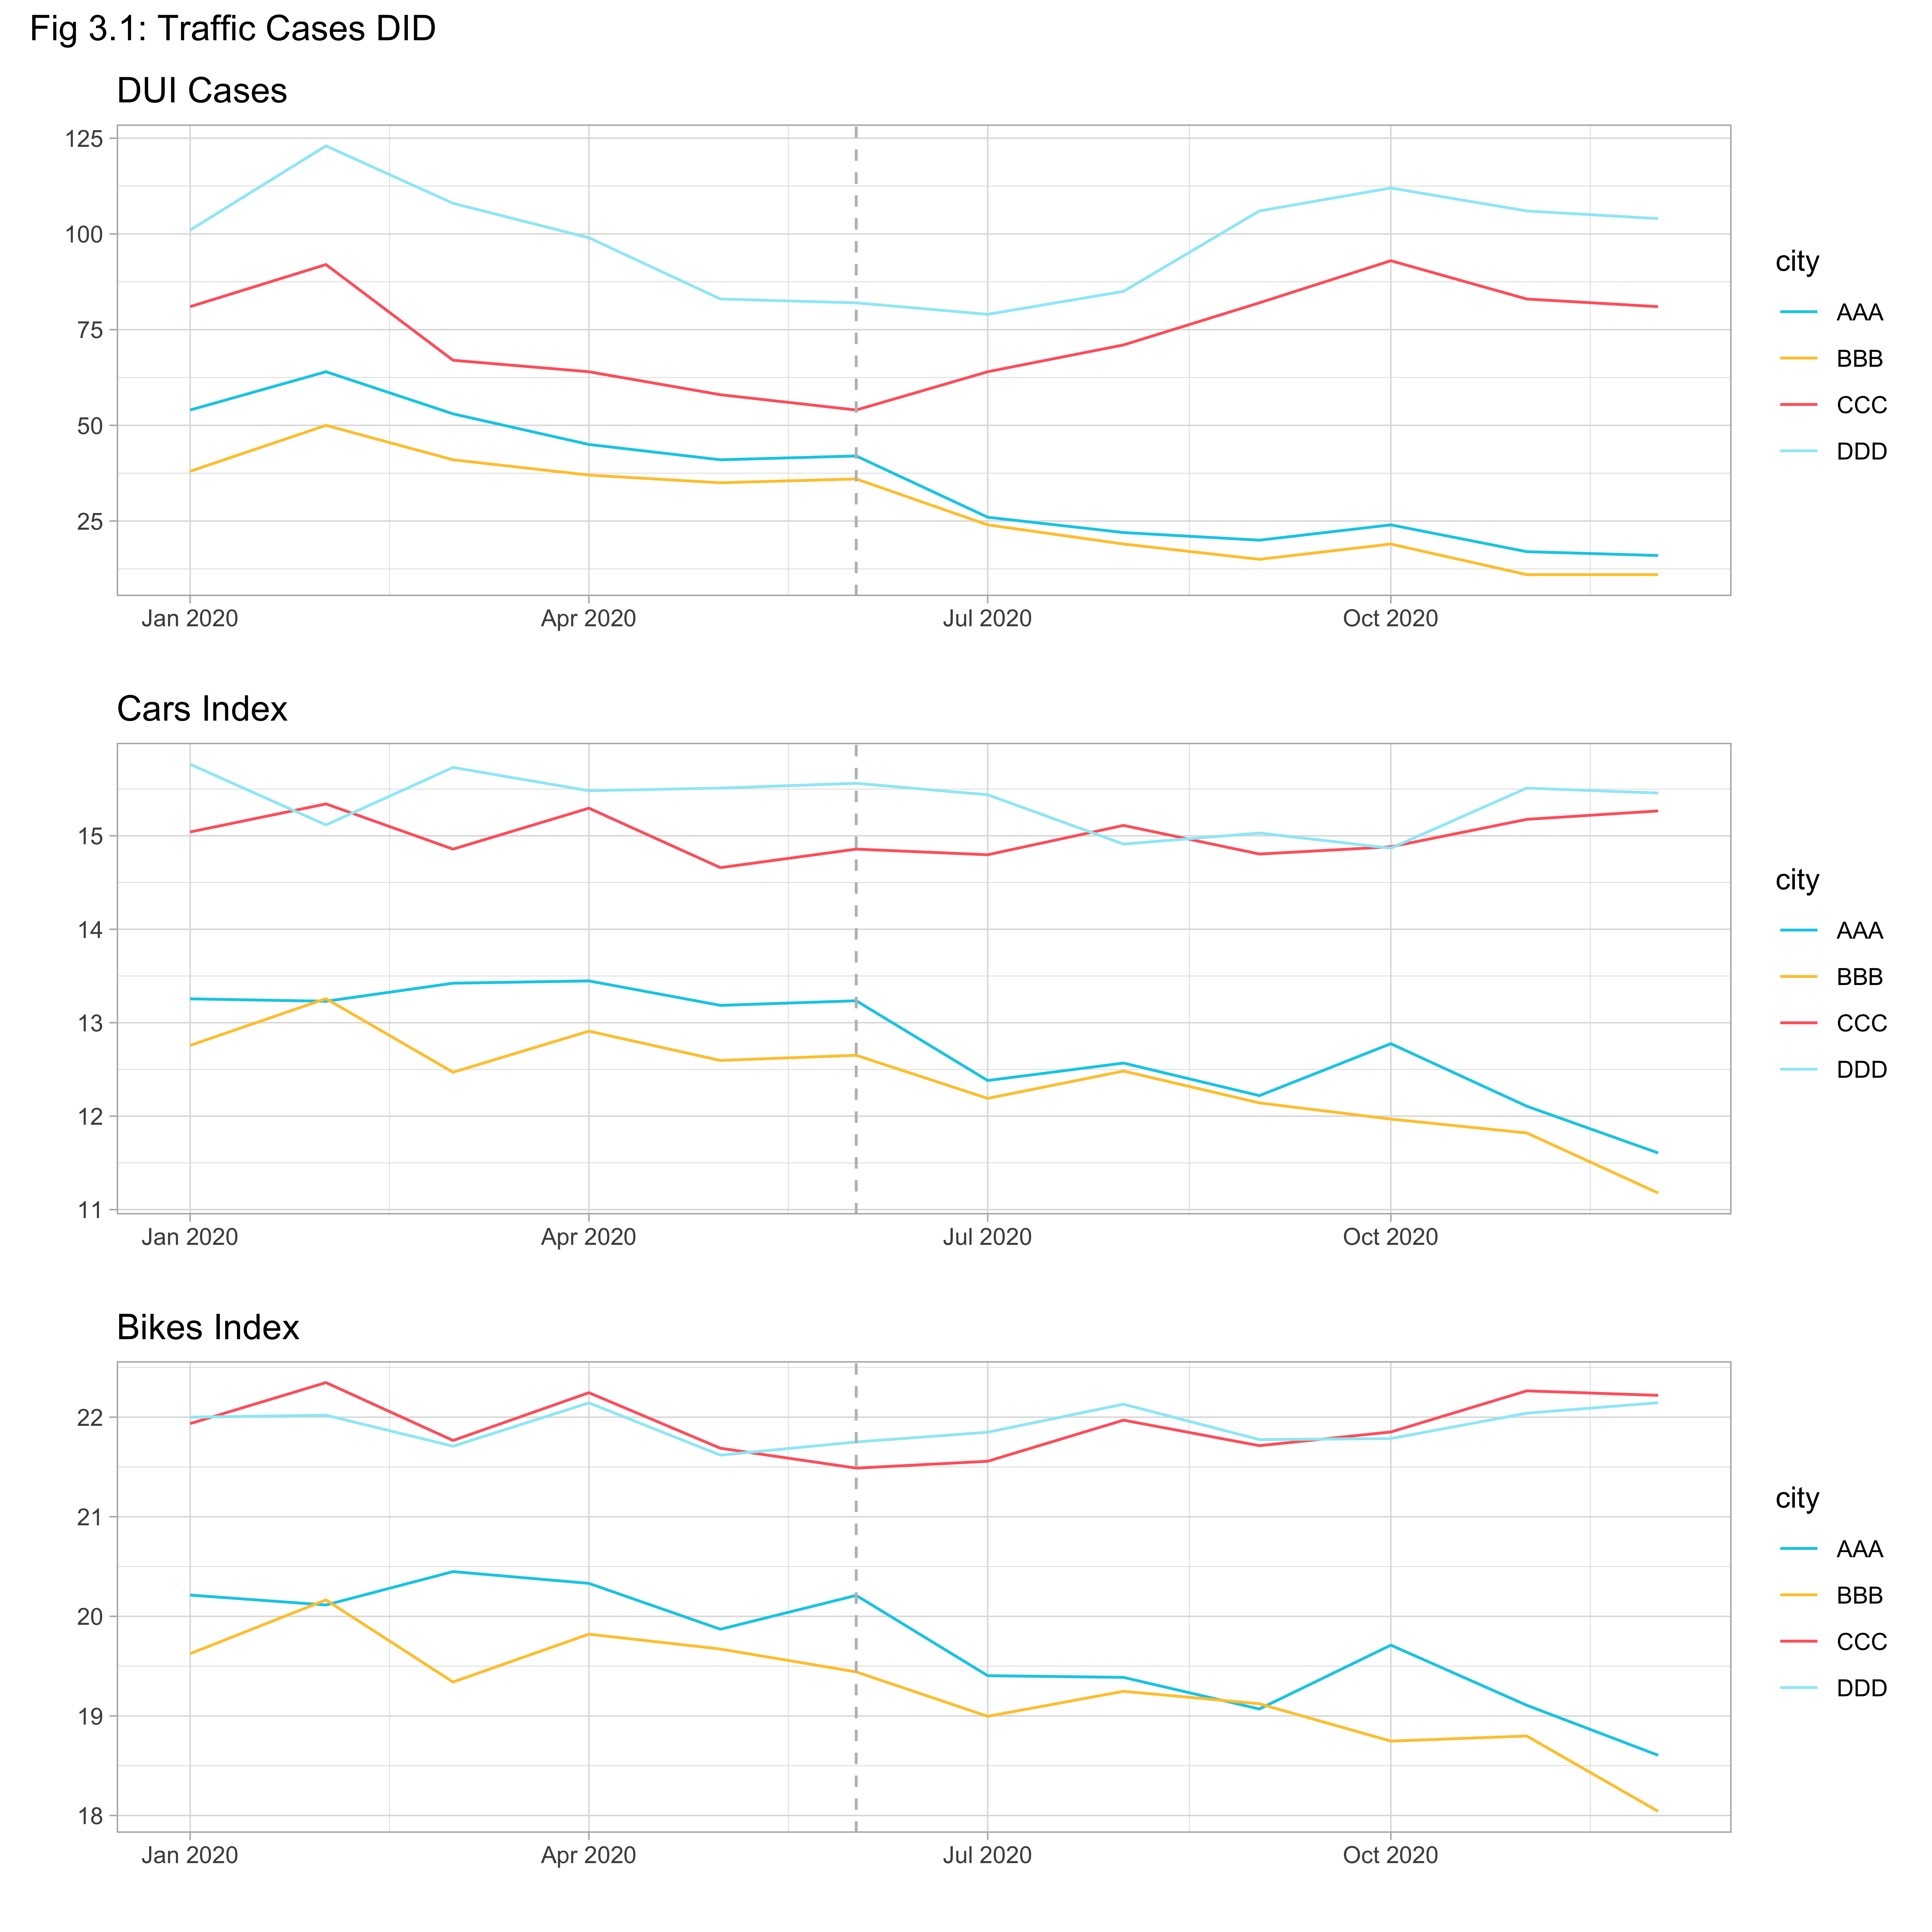 Fig 3.1: Traffic Cases DID
DUI Cases
125
100
75
50
25
Jan 2020 Apr 2020 Jul 2020 Oct 2020
city
AAA
BBB
CCC
DDD
Cars Index
15
14
13
12
11
Jan 2020 Apr 2020 Jul 2020 Oct 2020
city
AAA
BBB
CCC
DDD
Bikes Index
22
21
20
19
18
Jan 2020 Apr 2020 Jul 2020 Oct 2020
city
AAA
BBB
CCC
DDD